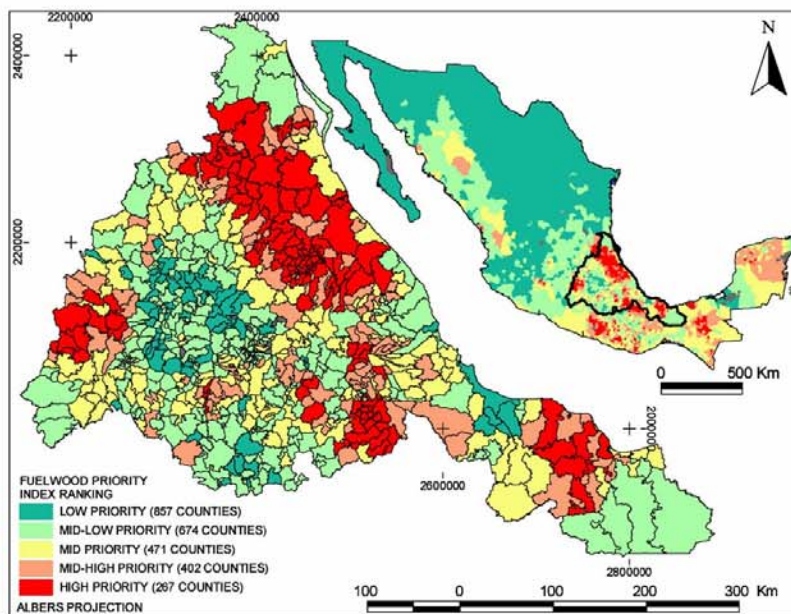 2200000
2400000
2400000
N
2200000
0 500 Km
2000000
2600000
2800000
FUELWOOD PRIORITY
INDEX RANKING
LOW PRIORITY (857 COUNTIES)
MID-LOW PRIORITY (674 COUNTIES)
MID PRIORITY (471 COUNTIES)
MID-HIGH PRIORITY (402 COUNTIES)
HIGH PRIORITY (267 COUNTIES)
ALBERS PROJECTION
100 0 100 200 300 Km